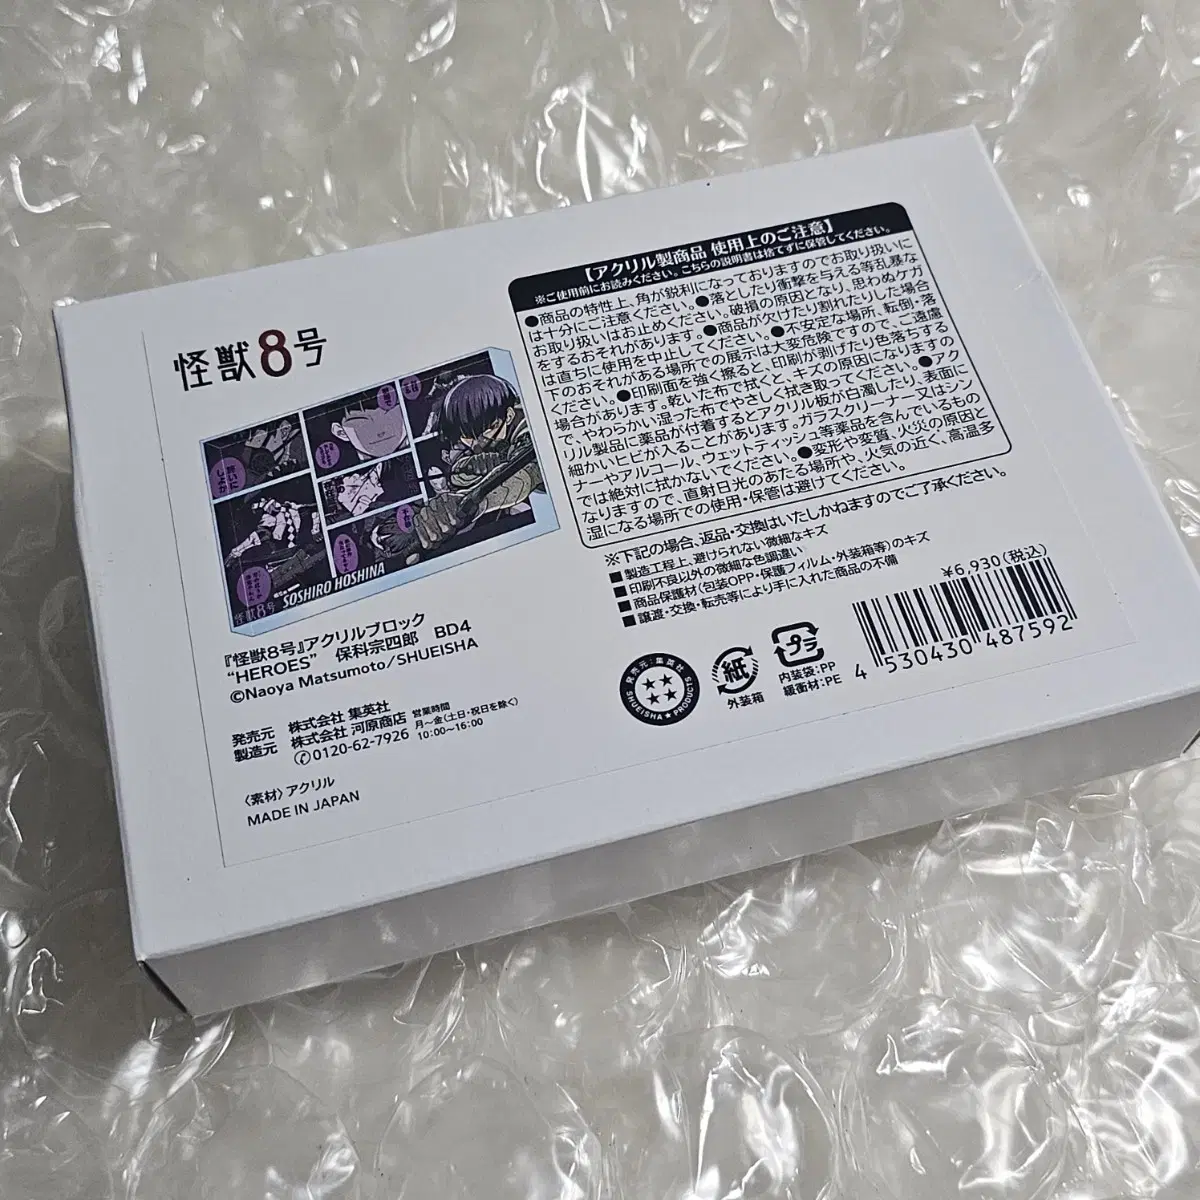 怪獣8号
SOSHIRO HOSHINA
怪獣8号
『怪獣8号』アクリルブロック
“HEROES” 保科宗四郎 BD4
©Naoya Matsumoto/SHUEISHA
発売元 株式会社 集英社
製造元 株式会社 河原商店
0120-62-7926
営業時間
月～金(土日・祝日を除く)
10:00～16:00
〈素材〉アクリル
MADE IN JAPAN
【アクリル製商品 使用上のご注意】
※ご使用前にお読みください。こちらの説明書は捨てずに保管してください。
●商品の特性上、角が鋭利になっておりますのでお取り扱いに
は十分にご注意ください。●落としたり衝撃を与える等乱暴な
お取り扱いはお止めください。破損の原因となり、思わぬケガ
をするおそれがあります。●商品が欠けたり割れたりした場合
は直ちに使用を中止してください。●不安定な場所、転倒・落
下のおそれがある場所での展示は大変危険ですので、ご遠慮
ください。●印刷面を強く擦ると、印刷が剥げたり色落ちする
場合があります。乾いた布で拭くと、キズの原因になりますの
で、やわらかい湿った布でやさしく拭き取ってください。●アク
リル製品に薬品が付着するとアクリル板が白濁したり、表面に
細かいヒビが入ることがあります。ガラスクリーナー又はシン
ナーやアルコール、ウェットティッシュ等薬品を含んでいるもの
では絶対に拭かないでください。●変形や変質、火災の原因と
なりますので、直射日光のあたる場所や、火気の近く、高温多
湿になる場所での使用・保管は避けてください。
※下記の場合、返品・交換はいたしかねますのでご了承ください。
■製造工程上、避けられない微細なキズ
■印刷不良以外の微細な色調違い
■商品保護材(包装OPP・保護フィルム・外装箱等)のキズ
■譲渡・交換・転売等により手に入れた商品の不備
¥6,930(税込)
発売元:集英社
SHUEISHA PRODUCTS
紙
外装箱
プラ
内装袋:PP
緩衝材:PE
4 530430 487592